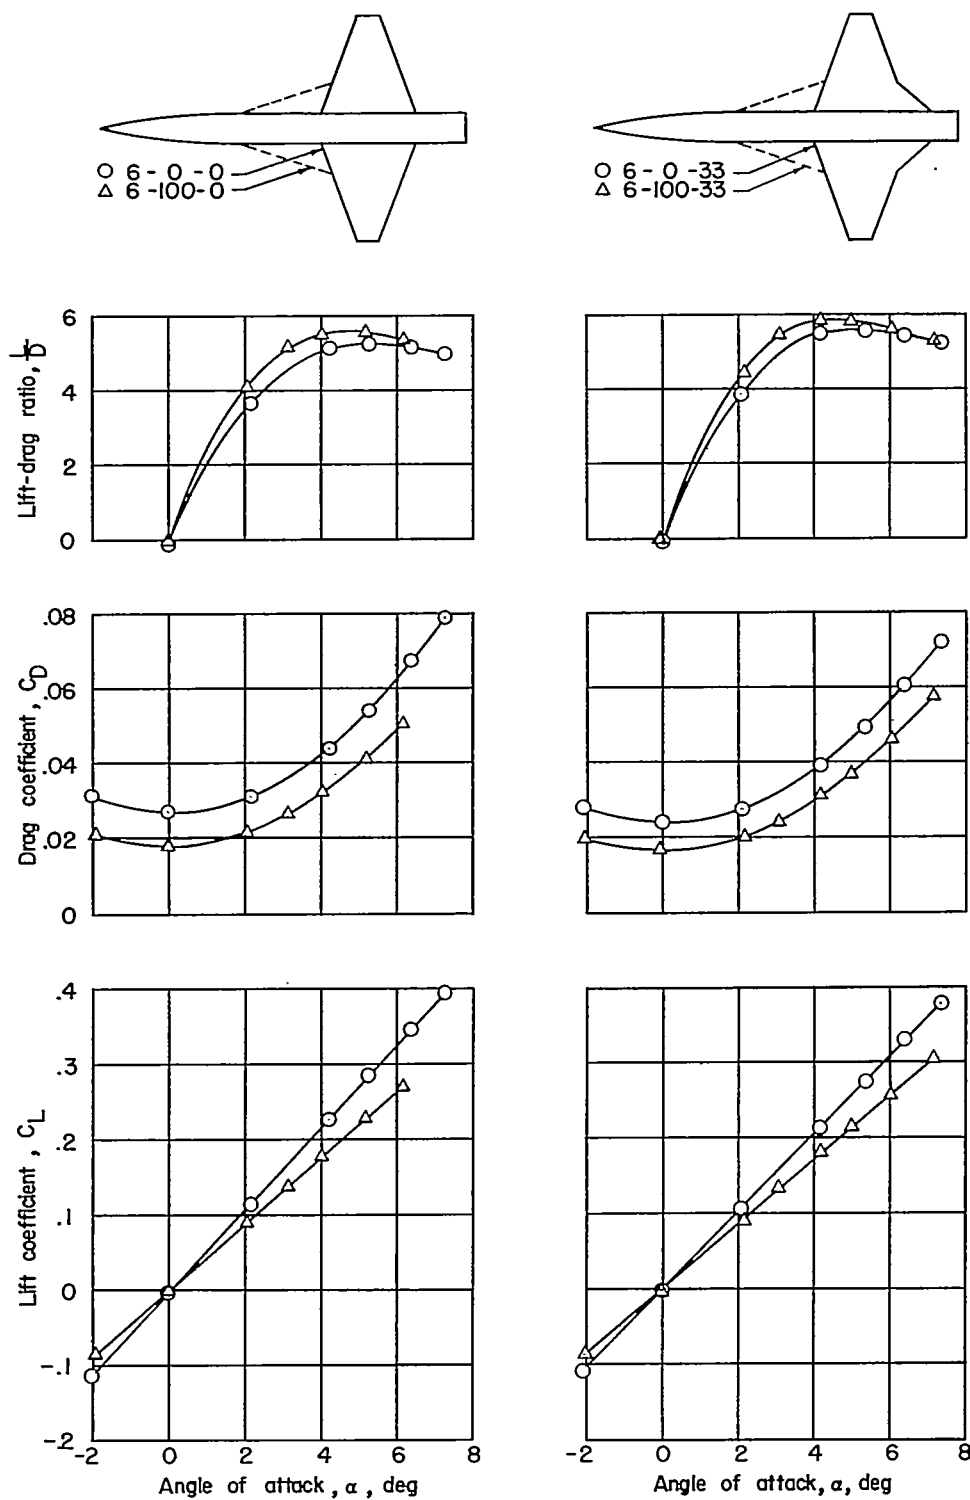 ○ 6-0-0
△ 6-100-0
○ 6-0-33
△ 6-100-33
Lift-drag ratio, L/D
6
4
2
0
Drag coefficient, C_D
.08
.06
.04
.02
0
Lift coefficient, C_L
.4
.3
.2
.1
0
-.1
-.2
-2 0 2 4 6 8
-2 0 2 4 6 8
Angle of attack, α, deg
Angle of attack, α, deg